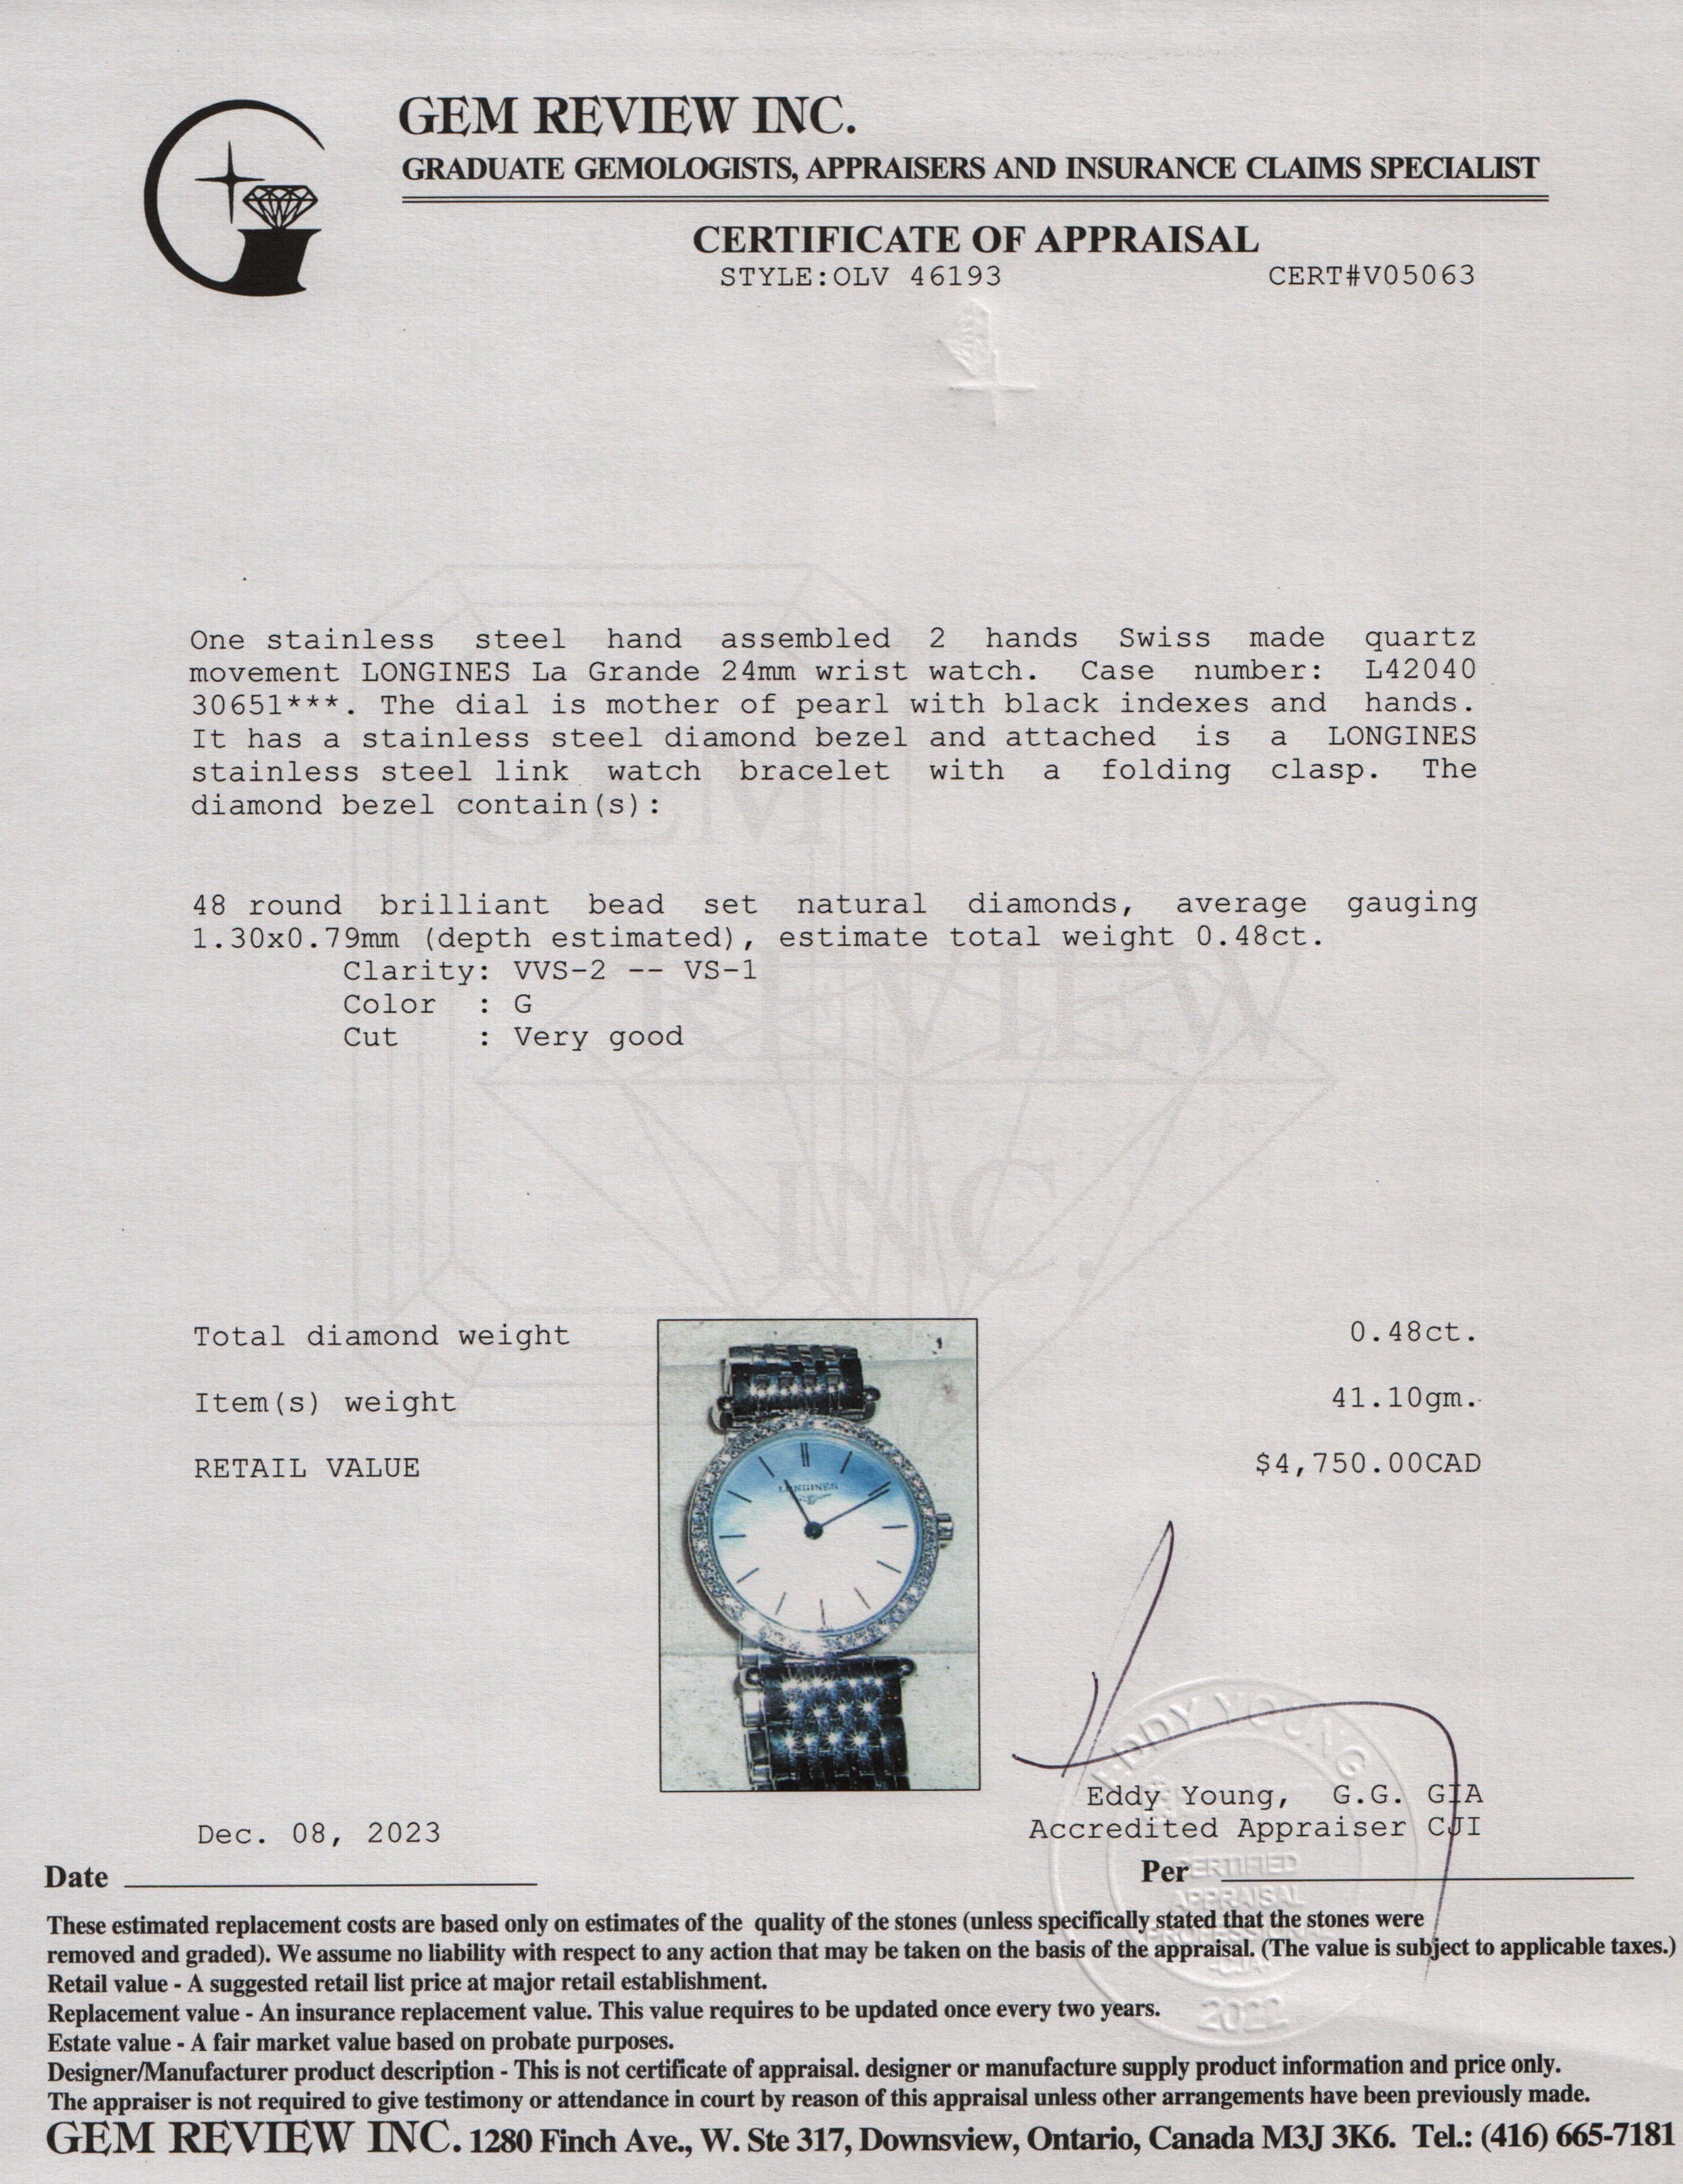 GEM REVIEW INC.
GRADUATE GEMOLOGISTS, APPRAISERS AND INSURANCE CLAIMS SPECIALIST
CERTIFICATE OF APPRAISAL
STYLE:OLV 46193 CERT#V05063
One stainless steel hand assembled 2 hands Swiss made quartz
movement LONGINES La Grande 24mm wrist watch. Case number: L42040
30651***. The dial is mother of pearl with black indexes and hands.
It has a stainless steel diamond bezel and attached is a LONGINES
stainless steel link watch bracelet with a folding clasp. The
diamond bezel contain(s):
GEM
48 round brilliant bead set natural diamonds, average gauging
1.30x0.79mm (depth estimated), estimate total weight 0.48ct.
Clarity: VVS-2 -- VS-1
Color : G
Cut : Very good
REVIEW
INC.
Total diamond weight 0.48ct.
Item(s) weight 41.10gm.
RETAIL VALUE $4,750.00CAD
LONGINES
EDDY YOUNG
Eddy Young, G.G. GIA
Accredited Appraiser CJI
Dec. 08, 2023
Date
Per
CERTIFIED
APPRAISAL
PROFESSIONAL
2022
These estimated replacement costs are based only on estimates of the quality of the stones (unless specifically stated that the stones were
removed and graded). We assume no liability with respect to any action that may be taken on the basis of the appraisal. (The value is subject to applicable taxes.)
Retail value - A suggested retail list price at major retail establishment.
Replacement value - An insurance replacement value. This value requires to be updated once every two years.
Estate value - A fair market value based on probate purposes.
Designer/Manufacturer product description - This is not certificate of appraisal. designer or manufacture supply product information and price only.
The appraiser is not required to give testimony or attendance in court by reason of this appraisal unless other arrangements have been previously made.
GEM REVIEW INC. 1280 Finch Ave., W. Ste 317, Downsview, Ontario, Canada M3J 3K6. Tel.: (416) 665-7181